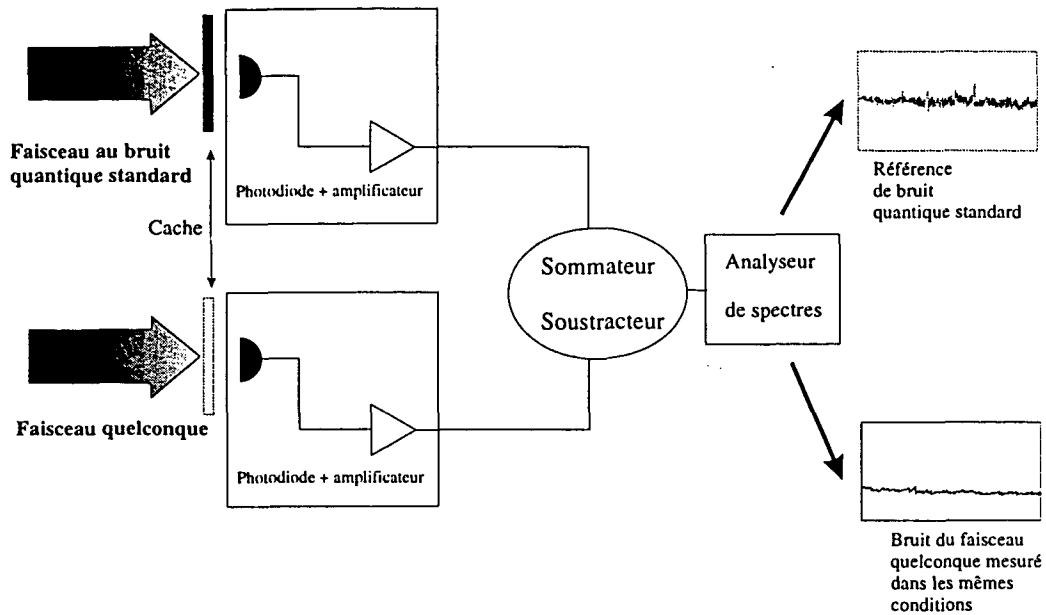 Faisceau au bruit
quantique standard
Cache
Photodiode + amplificateur
Faisceau quelconque
Photodiode + amplificateur
Sommateur
Soustracteur
Analyseur
de spectres
Référence
de bruit
quantique standard
Bruit du faisceau
quelconque mesuré
dans les mêmes
conditions